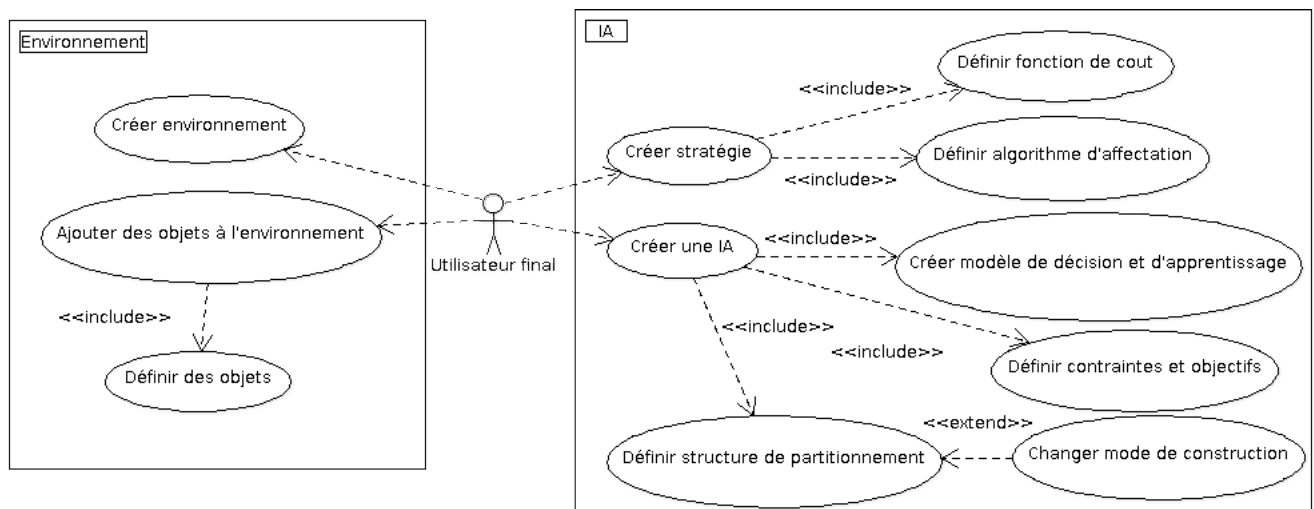 Environnement
Créer environnement
Ajouter des objets à l'environnement
<<include>>
Définir des objets
Utilisateur final
IA
Définir fonction de cout
<<include>>
Créer stratégie
Définir algorithme d'affectation
<<include>>
Créer une IA
<<include>>
Créer modèle de décision et d'apprentissage
<<include>>
<<include>>
Définir contraintes et objectifs
<<extend>>
Définir structure de partitionnement
Changer mode de construction